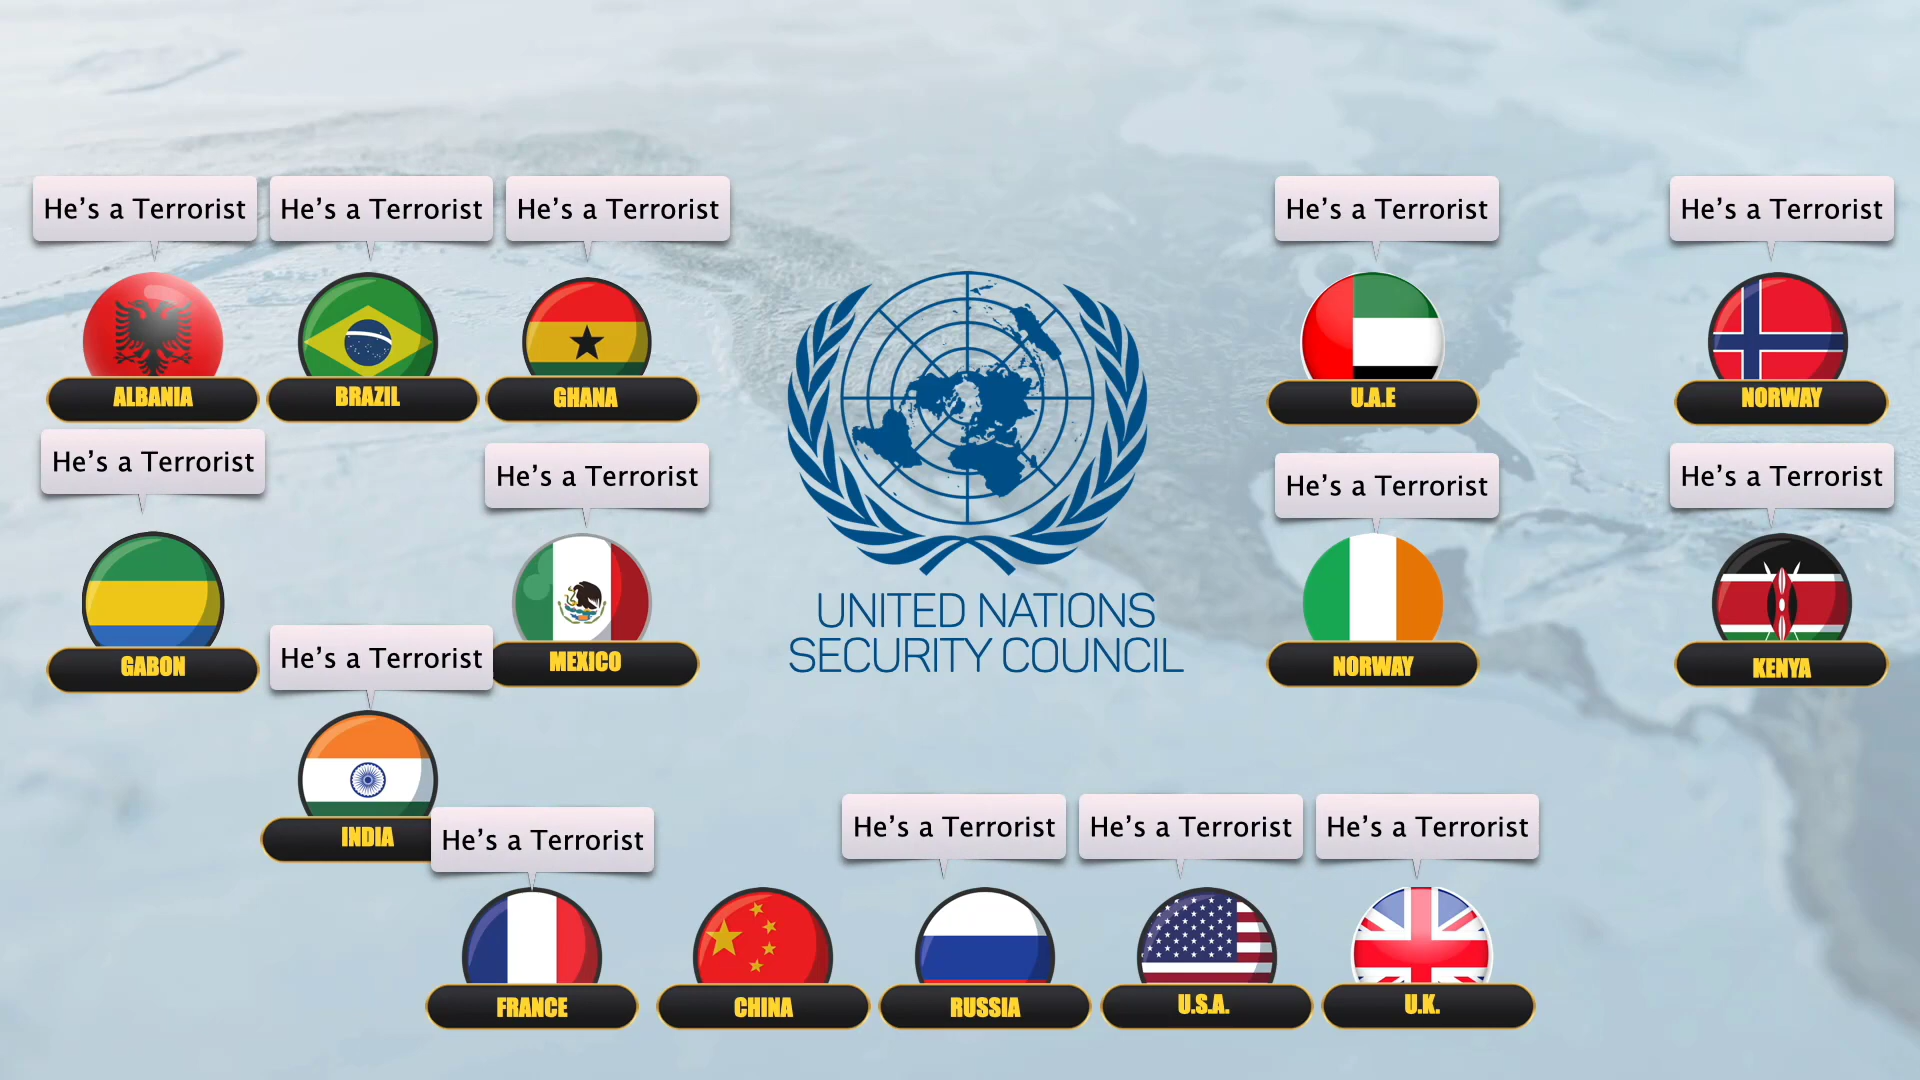 He's a Terrorist
He's a Terrorist
He's a Terrorist
He's a Terrorist
He's a Terrorist
ALBANIA
BRAZIL
GHANA
U.A.E
NORWAY
He's a Terrorist
He's a Terrorist
He's a Terrorist
He's a Terrorist
UNITED NATIONS
SECURITY COUNCIL
GABON
He's a Terrorist
MEXICO
NORWAY
KENYA
INDIA
He's a Terrorist
He's a Terrorist
He's a Terrorist
He's a Terrorist
FRANCE
CHINA
RUSSIA
U.S.A.
U.K.